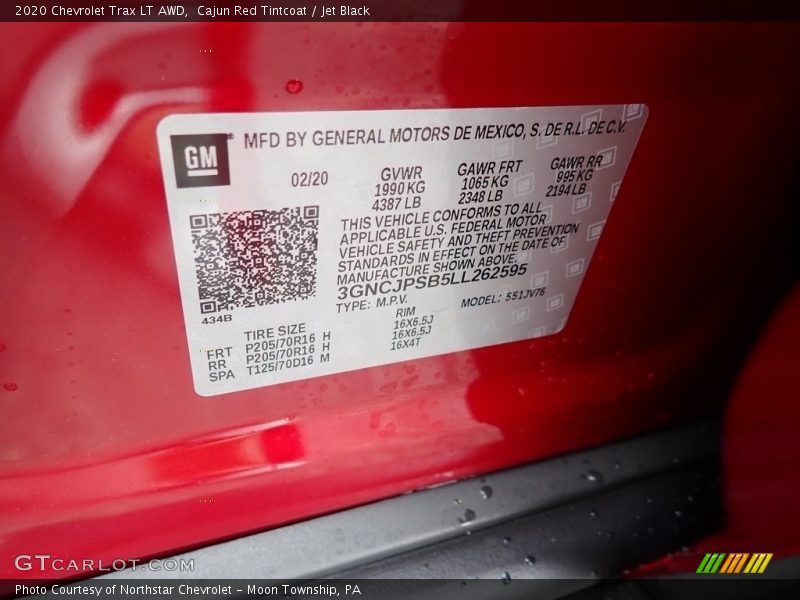 2020 Chevrolet Trax LT AWD,  Cajun Red Tintcoat / Jet Black
GM
MFD BY GENERAL MOTORS DE MEXICO, S. DE R.L. DE C.V.
02/20
GVWR
1990 KG
4387 LB
GAWR FRT
1065 KG
2348 LB
GAWR RR
995 KG
2194 LB
THIS VEHICLE CONFORMS TO ALL
APPLICABLE U.S. FEDERAL MOTOR
VEHICLE SAFETY AND THEFT PREVENTION
STANDARDS IN EFFECT ON THE DATE OF
MANUFACTURE SHOWN ABOVE.
3GNCJPSB5LL262595
TYPE: M.P.V.
MODEL: 551JV76
434B
TIRE SIZE
RIM
FRT P205/70R16 H 16X6.5J
RR P205/70R16 H 16X6.5J
SPA T125/70D16 M 16X4T
GTCARLOT.COM
Photo Courtesy of Northstar Chevrolet - Moon Township, PA